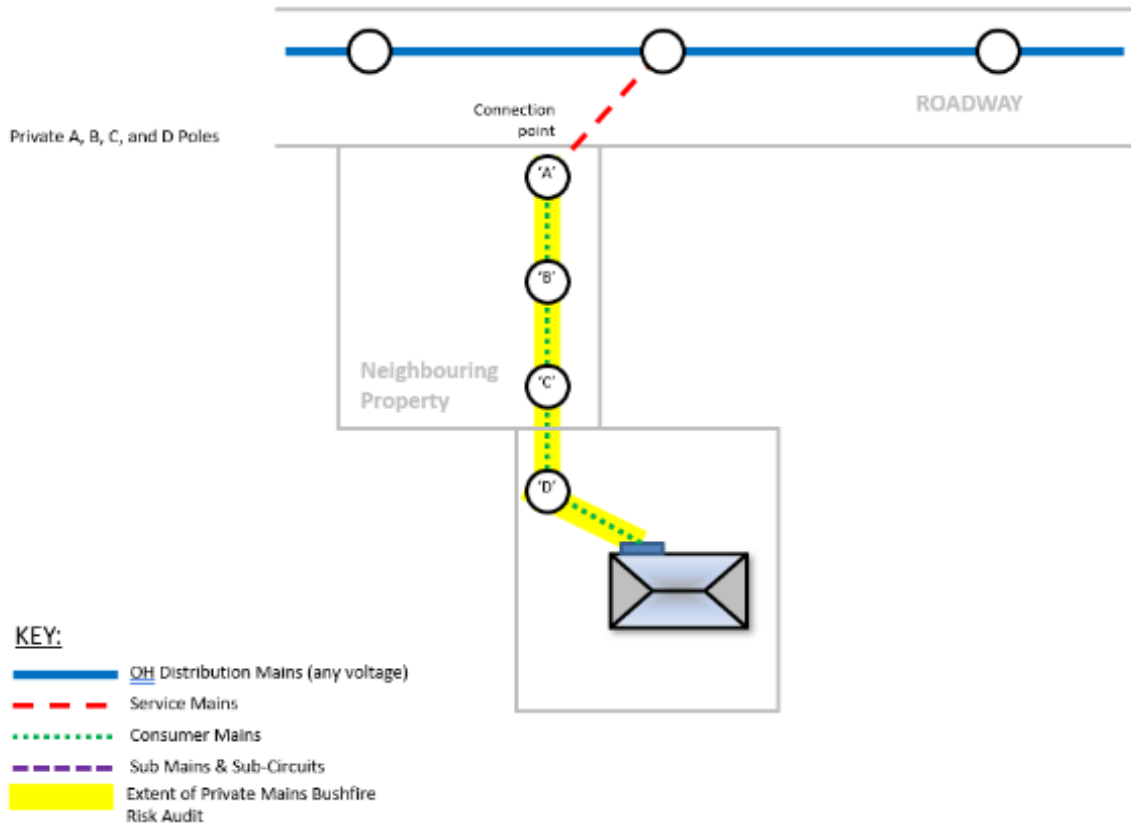 ROADWAY
Connection
point
Private A, B, C, and D Poles
'A'
'B'
'C'
Neighbouring
Property
'D'
KEY:
OH Distribution Mains (any voltage)
Service Mains
Consumer Mains
Sub Mains & Sub-Circuits
Extent of Private Mains Bushfire
Risk Audit